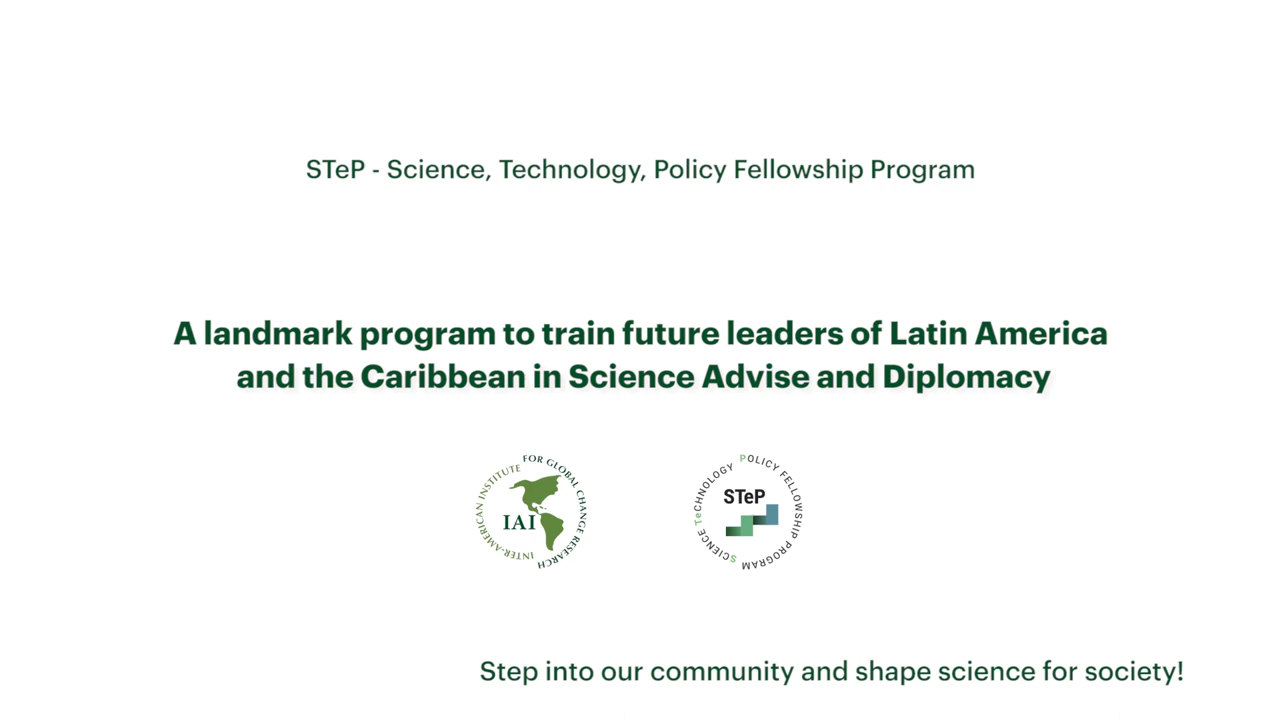 STeP - Science, Technology, Policy Fellowship Program
A landmark program to train future leaders of Latin America
and the Caribbean in Science Advise and Diplomacy
INTER-AMERICAN INSTITUTE FOR GLOBAL CHANGE RESEARCH
IAI
SCIENCE TeCHNOLOGY POLICY FELLOWSHIP PROGRAM
STeP
Step into our community and shape science for society!